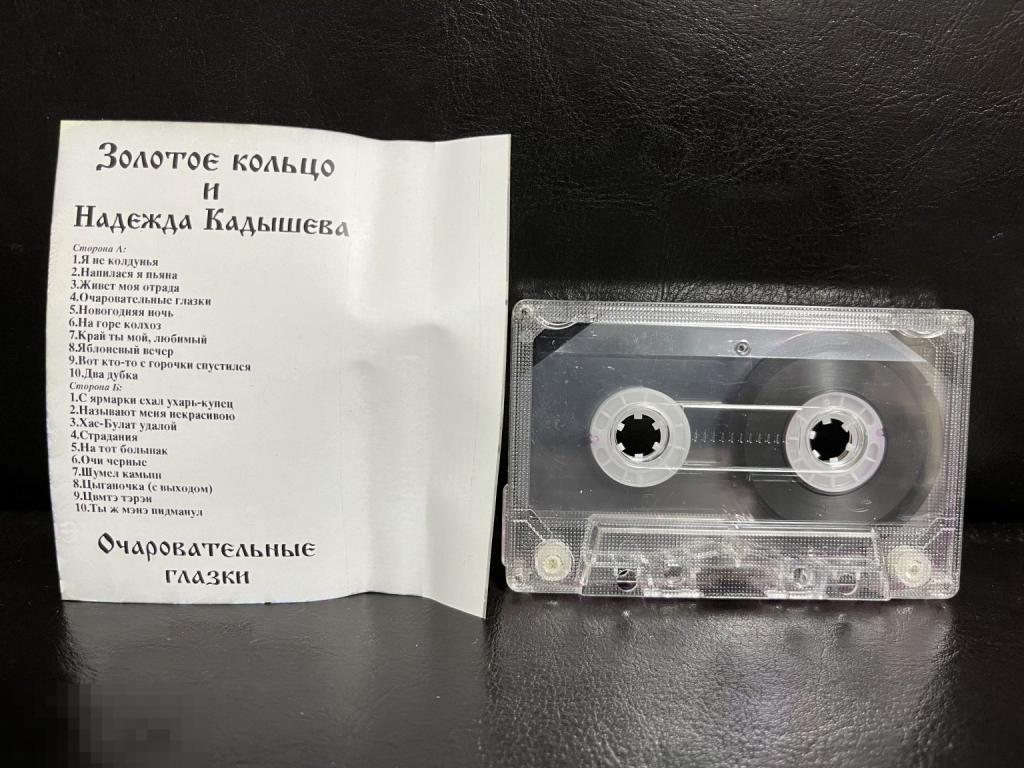 Золотое кольцо
и
Надежда Кадышева
Сторона А:
1.Я не колдунья
2.Напилася я пьяна
3.Живет моя отрада
4.Очаровательные глазки
5.Новогодняя ночь
6.На горе колхоз
7.Край ты мой, любимый
8.Яблоневый вечер
9.Вот кто-то с горочки спустился
10.Два дубка
Сторона Б:
1.С ярмарки ехал ухарь-купец
2.Называют меня некрасивою
3.Хас-Булат удалой
4.Страдания
5.На тот большак
6.Очи черные
7.Шумел камыш
8.Цыганочка (с выходом)
9.Цвмтэ тэрэн
10.Ты ж мэнэ пидманул
Очаровательные
глазки